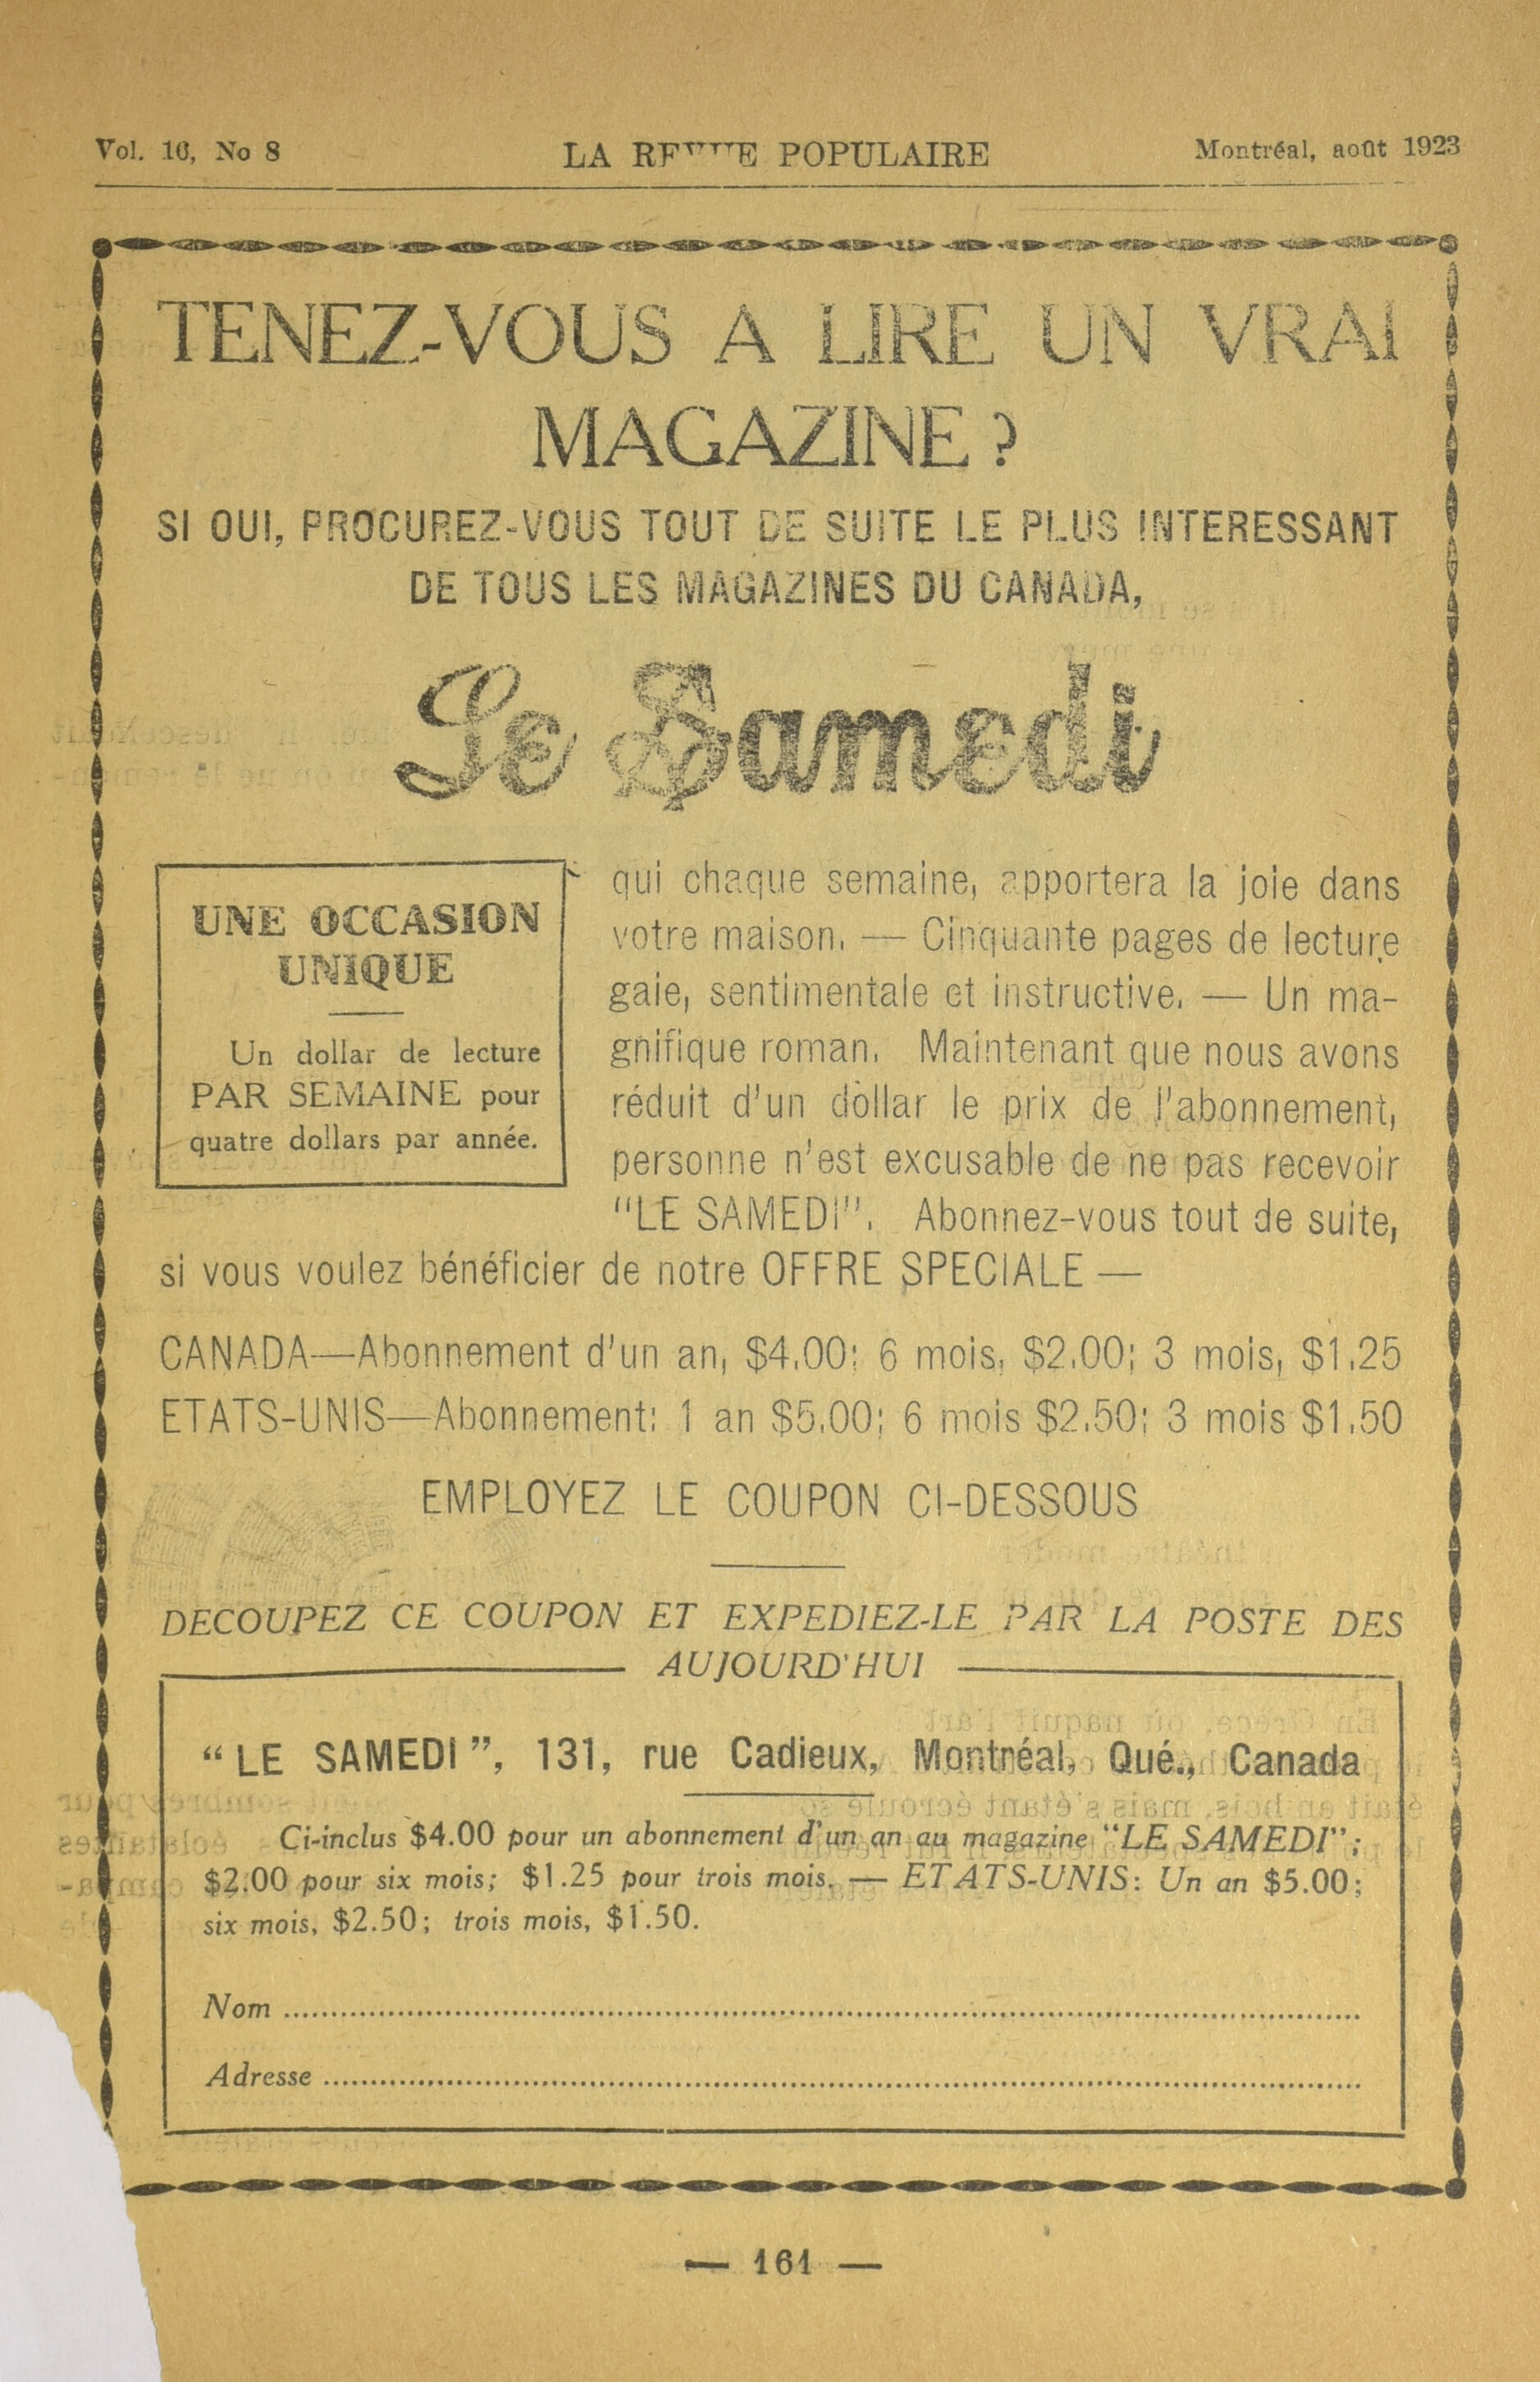 Vol. 16, No 8
LA REVUE POPULAIRE
Montréal, août 1923
TENEZ-VOUS A LIRE UN VRAI
MAGAZINE ?
SI OUI, PROCUREZ-VOUS TOUT DE SUITE LE PLUS INTERESSANT
DE TOUS LES MAGAZINES DU CANADA,
Le Samedi
UNE OCCASION
UNIQUE
Un dollar de lecture
PAR SEMAINE pour
quatre dollars par année.
qui chaque semaine, apportera la joie dans
votre maison. — Cinquante pages de lecture
gaie, sentimentale et instructive. — Un ma-
gnifique roman. Maintenant que nous avons
réduit d'un dollar le prix de l'abonnement,
personne n'est excusable de ne pas recevoir
"LE SAMEDI". Abonnez-vous tout de suite,
si vous voulez bénéficier de notre OFFRE SPECIALE —
CANADA—Abonnement d'un an, $4.00; 6 mois, $2.00; 3 mois, $1.25
ETATS-UNIS—Abonnement: 1 an $5.00; 6 mois $2.50; 3 mois $1.50
EMPLOYEZ LE COUPON CI-DESSOUS
DECOUPEZ CE COUPON ET EXPEDIEZ-LE PAR LA POSTE DES
AUJOURD'HUI
"LE SAMEDI", 131, rue Cadieux, Montréal, Qué., Canada
Ci-inclus $4.00 pour un abonnement d'un an au magazine "LE SAMEDI";
$2.00 pour six mois; $1.25 pour trois mois. — ETATS-UNIS: Un an $5.00;
six mois, $2.50; trois mois, $1.50.
Nom
Adresse
— 161 —